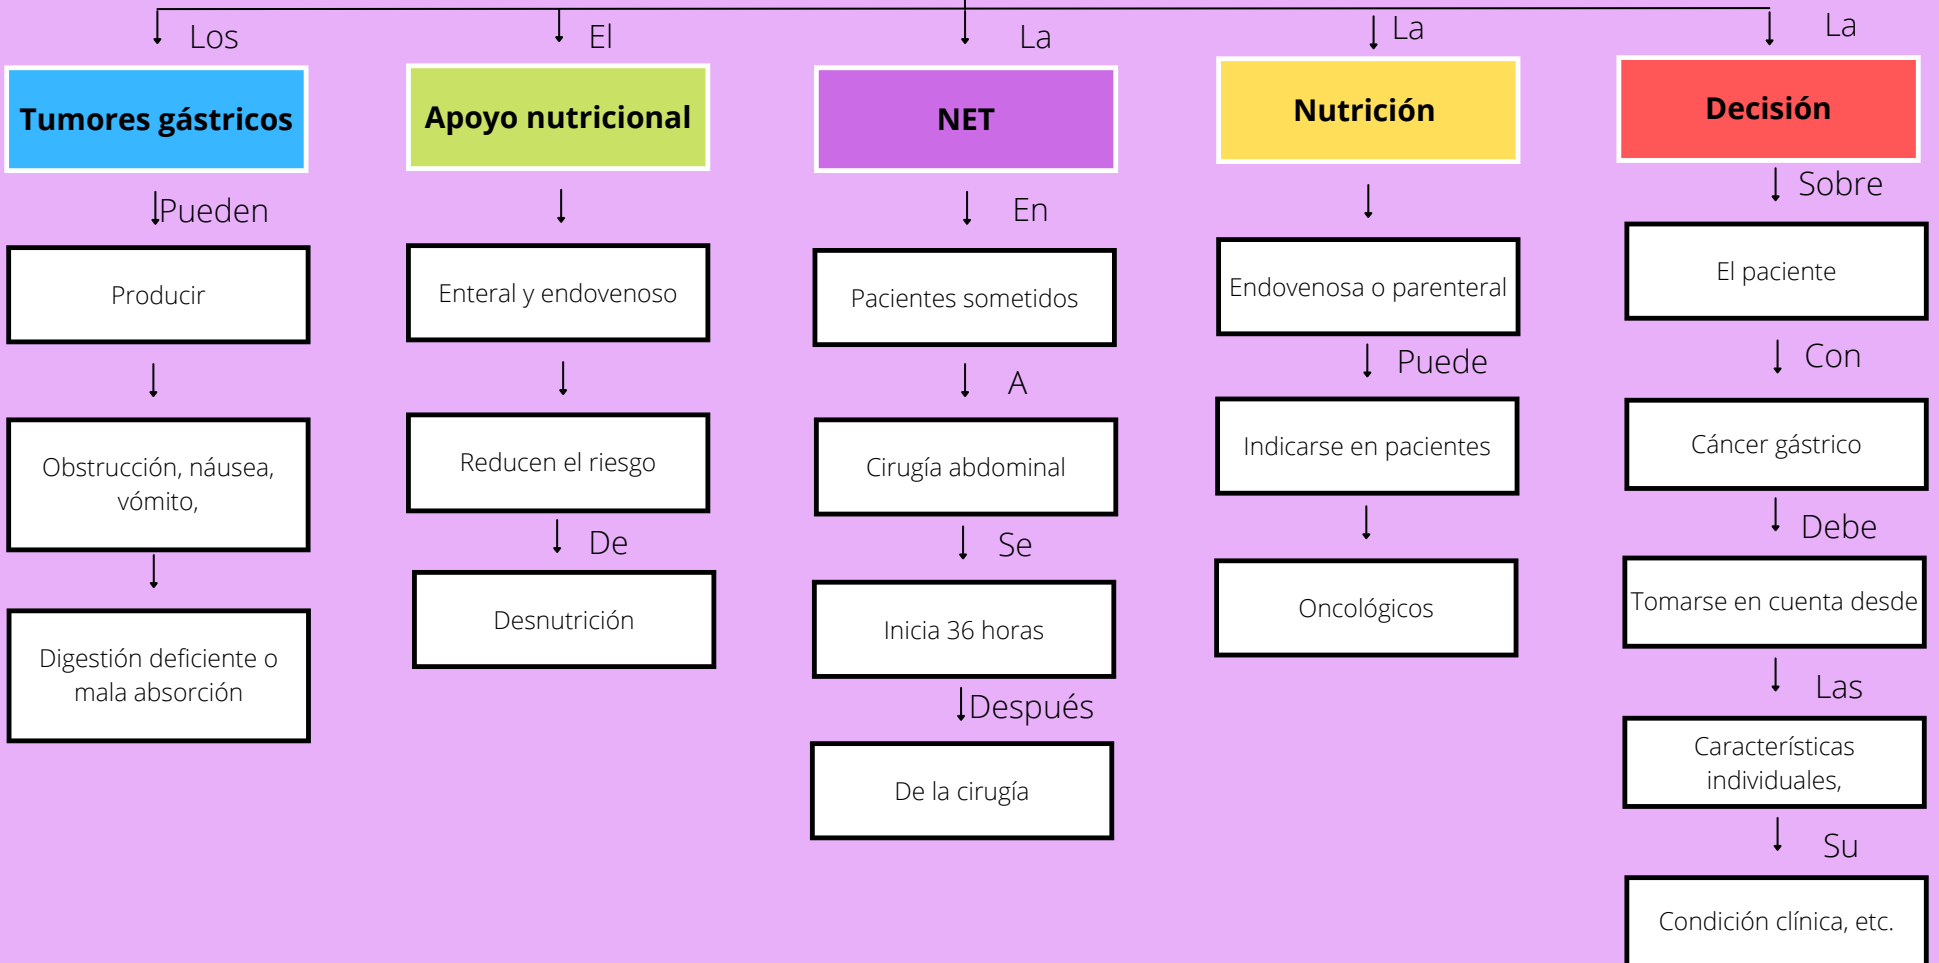 Los
Tumores gástricos
Pueden
Producir
Obstrucción, náusea,
vómito,
Digestión deficiente o
mala absorción
El
Apoyo nutricional
Enteral y endovenoso
Reducen el riesgo
De
Desnutrición
La
NET
En
Pacientes sometidos
A
Cirugía abdominal
Se
Inicia 36 horas
Después
De la cirugía
La
Nutrición
Endovenosa o parenteral
Puede
Indicarse en pacientes
Oncológicos
La
Decisión
Sobre
El paciente
Con
Cáncer gástrico
Debe
Tomarse en cuenta desde
Las
Características
individuales,
Su
Condición clínica, etc.